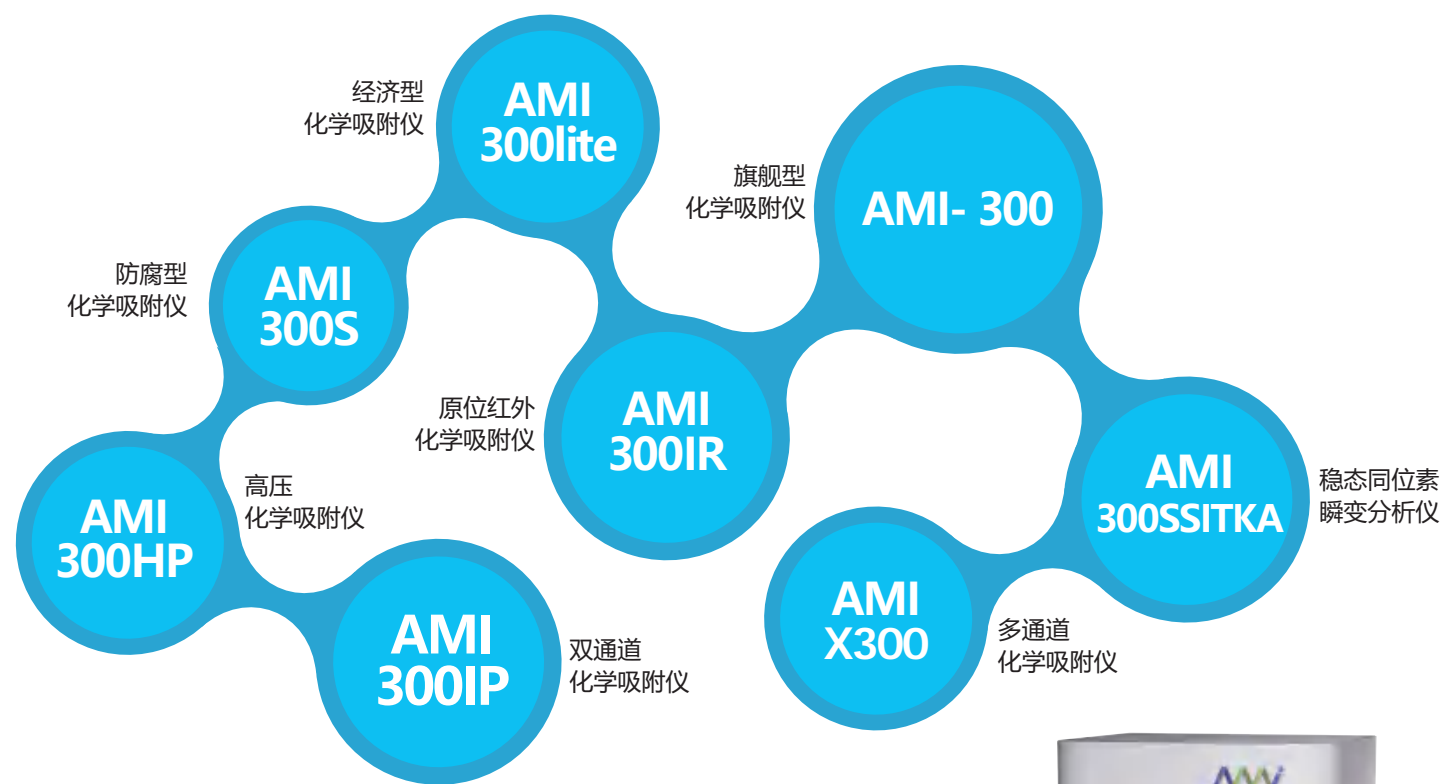 经济型
化学吸附仪
AMI
300lite
旗舰型
化学吸附仪
AMI- 300
防腐型
化学吸附仪
AMI
300S
原位红外
化学吸附仪
AMI
300IR
AMI
300SSITKA
稳态同位素
瞬变分析仪
AMI
300HP
高压
化学吸附仪
AMI
300IP
双通道
化学吸附仪
AMI
X300
多通道
化学吸附仪